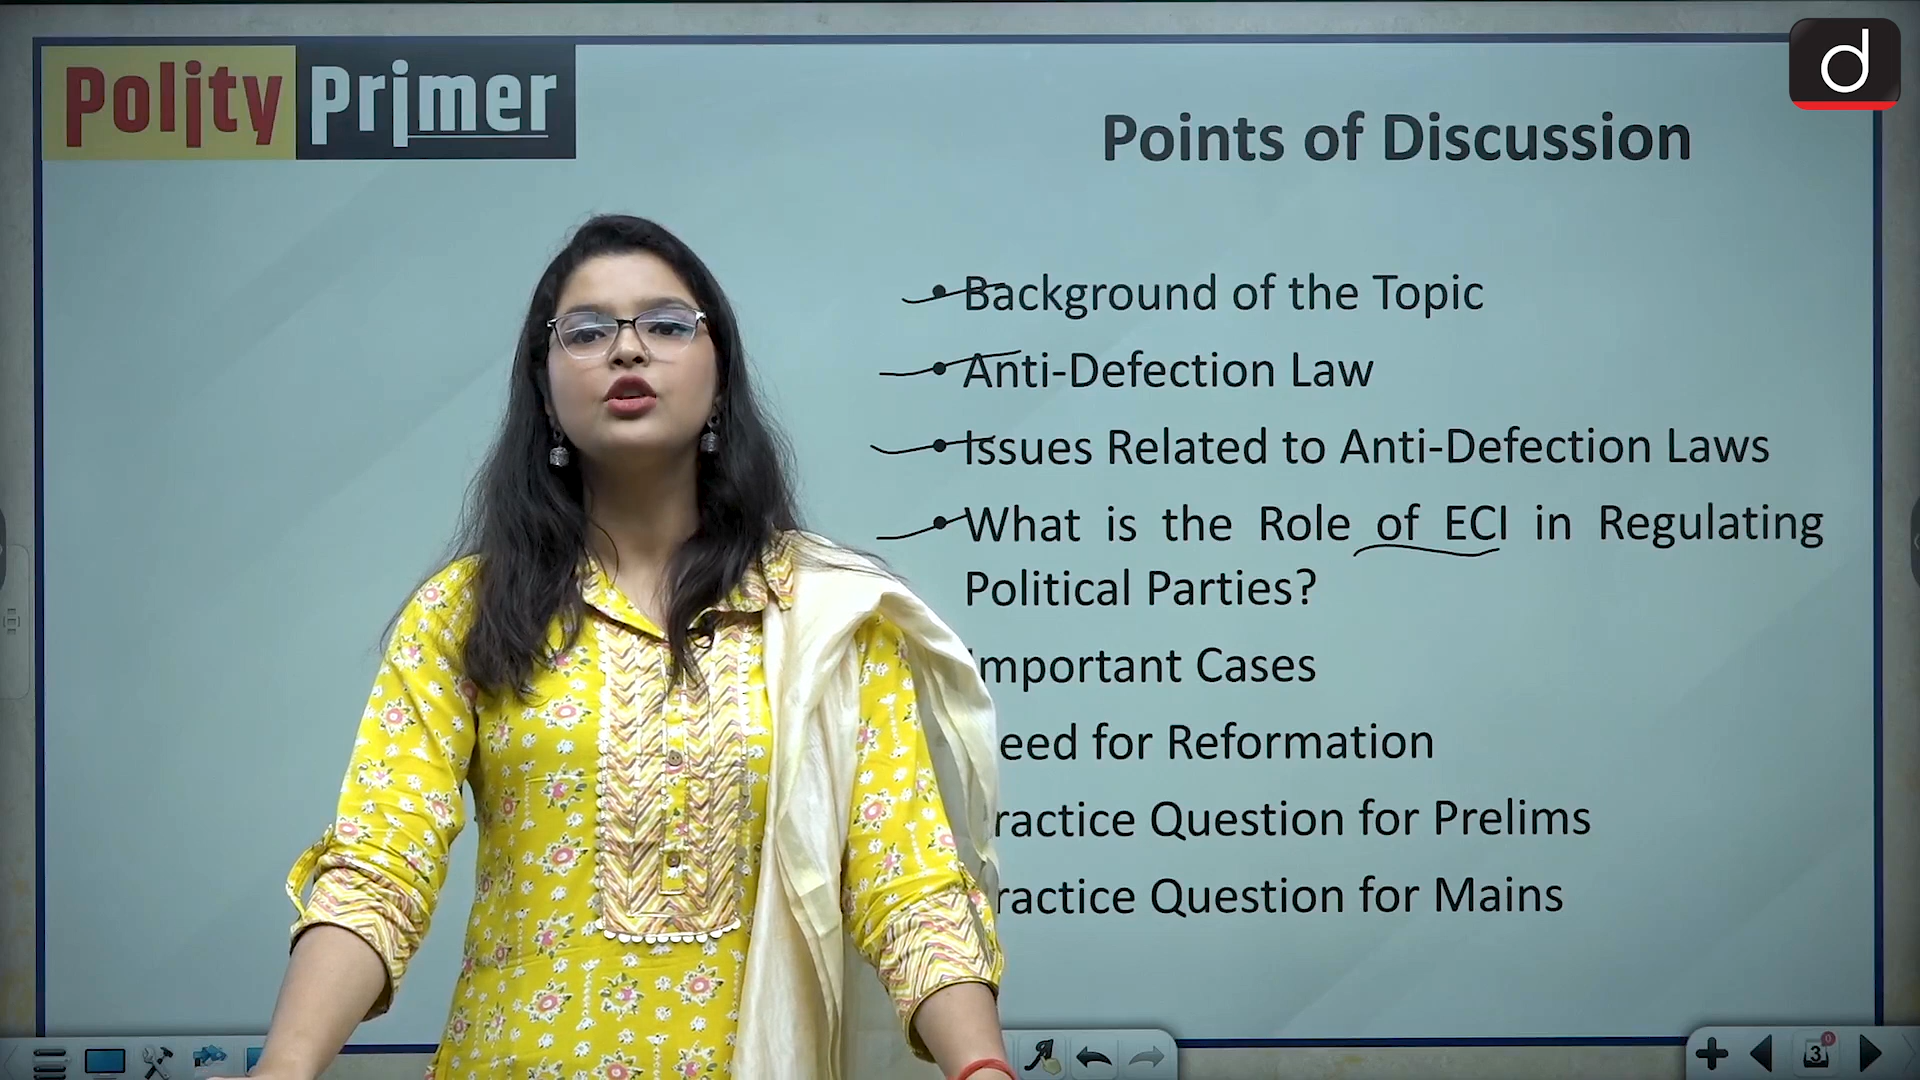 Polity Primer
d
Points of Discussion
• Background of the Topic
• Anti-Defection Law
• Issues Related to Anti-Defection Laws
• What is the Role of ECI in Regulating
Political Parties?
mportant Cases
eed for Reformation
ractice Question for Prelims
ractice Question for Mains
3
0